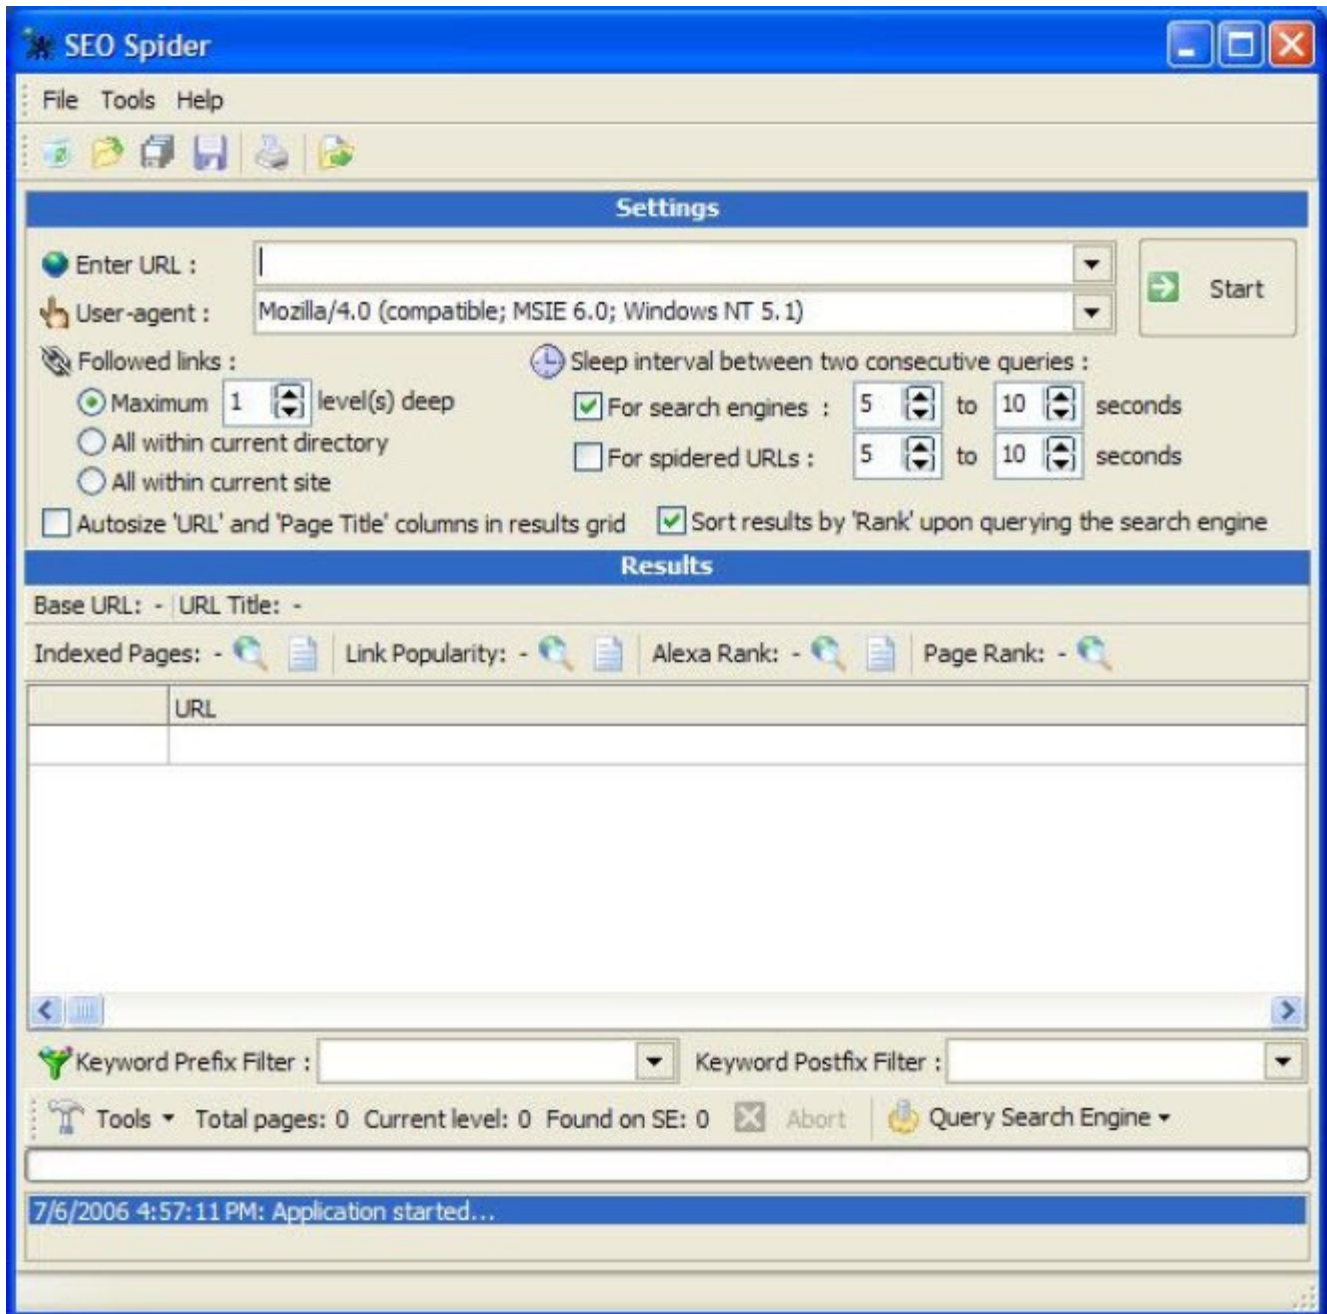 SEO Spider
File Tools Help
Settings
Enter URL :
Start
User-agent : Mozilla/4.0 (compatible; MSIE 6.0; Windows NT 5.1)
Followed links : Sleep interval between two consecutive queries :
Maximum 1 level(s) deep For search engines : 5 to 10 seconds
All within current directory
For spidered URLs : 5 to 10 seconds
All within current site
Autosize 'URL' and 'Page Title' columns in results grid Sort results by 'Rank' upon querying the search engine
Results
Base URL: - URL Title: -
Indexed Pages: - Link Popularity: - Alexa Rank: - Page Rank: -
URL
Keyword Prefix Filter : Keyword Postfix Filter :
Tools Total pages: 0 Current level: 0 Found on SE: 0 Abort Query Search Engine
7/6/2006 4:57:11 PM: Application started...